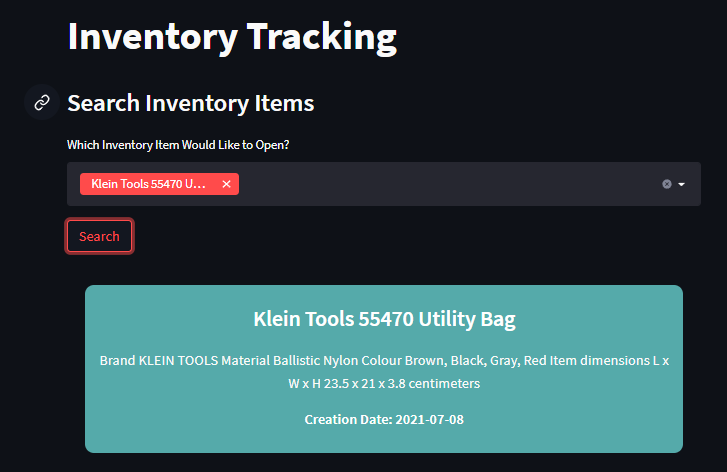 Inventory Tracking
Search Inventory Items
Which Inventory Item Would Like to Open?
Klein Tools 55470 U...
Search
Klein Tools 55470 Utility Bag
Brand KLEIN TOOLS Material Ballistic Nylon Colour Brown, Black, Gray, Red Item dimensions L x
W x H 23.5 x 21 x 3.8 centimeters
Creation Date: 2021-07-08